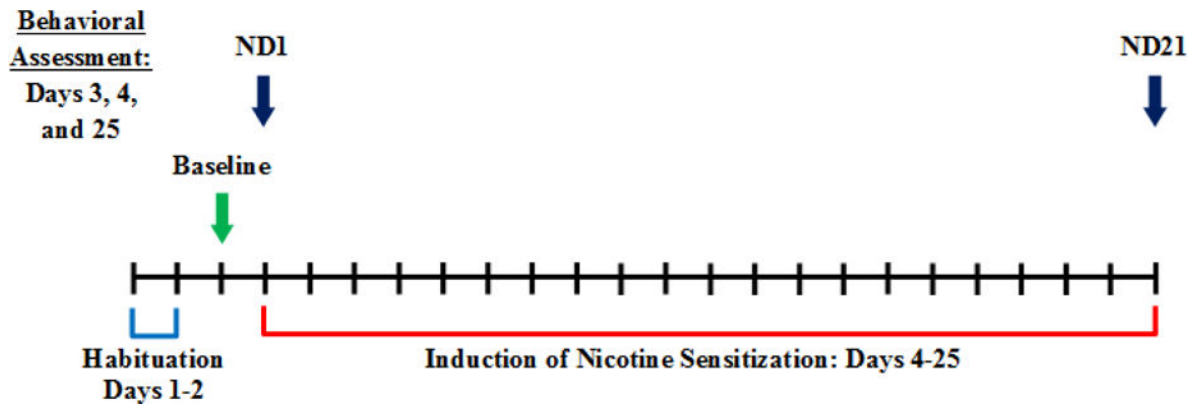 Behavioral
Assessment:
Days 3, 4,
and 25
ND1
ND21
Baseline
Habituation
Days 1-2
Induction of Nicotine Sensitization: Days 4-25